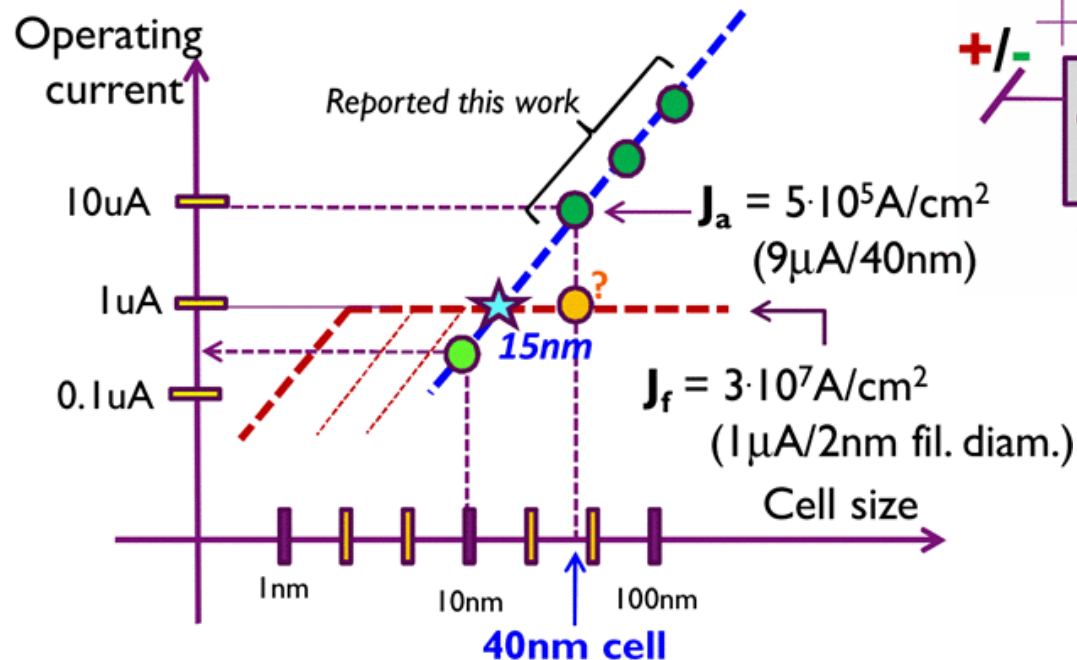 Operating
current
Reported this work
+/-
10uA
Jₐ = 5·10⁵A/cm²
(9μA/40nm)
1uA
?
15nm
0.1uA
J_f = 3·10⁷A/cm²
(1μA/2nm fil. diam.)
Cell size
1nm
10nm
100nm
40nm cell